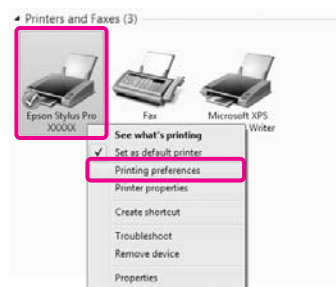 Printers and Faxes (3)
Epson Stylus Pro
XXXXX
Fax
Microsoft XPS
Writer
See what's printing
Set as default printer
Printing preferences
Printer properties
Create shortcut
Troubleshoot
Remove device
Properties